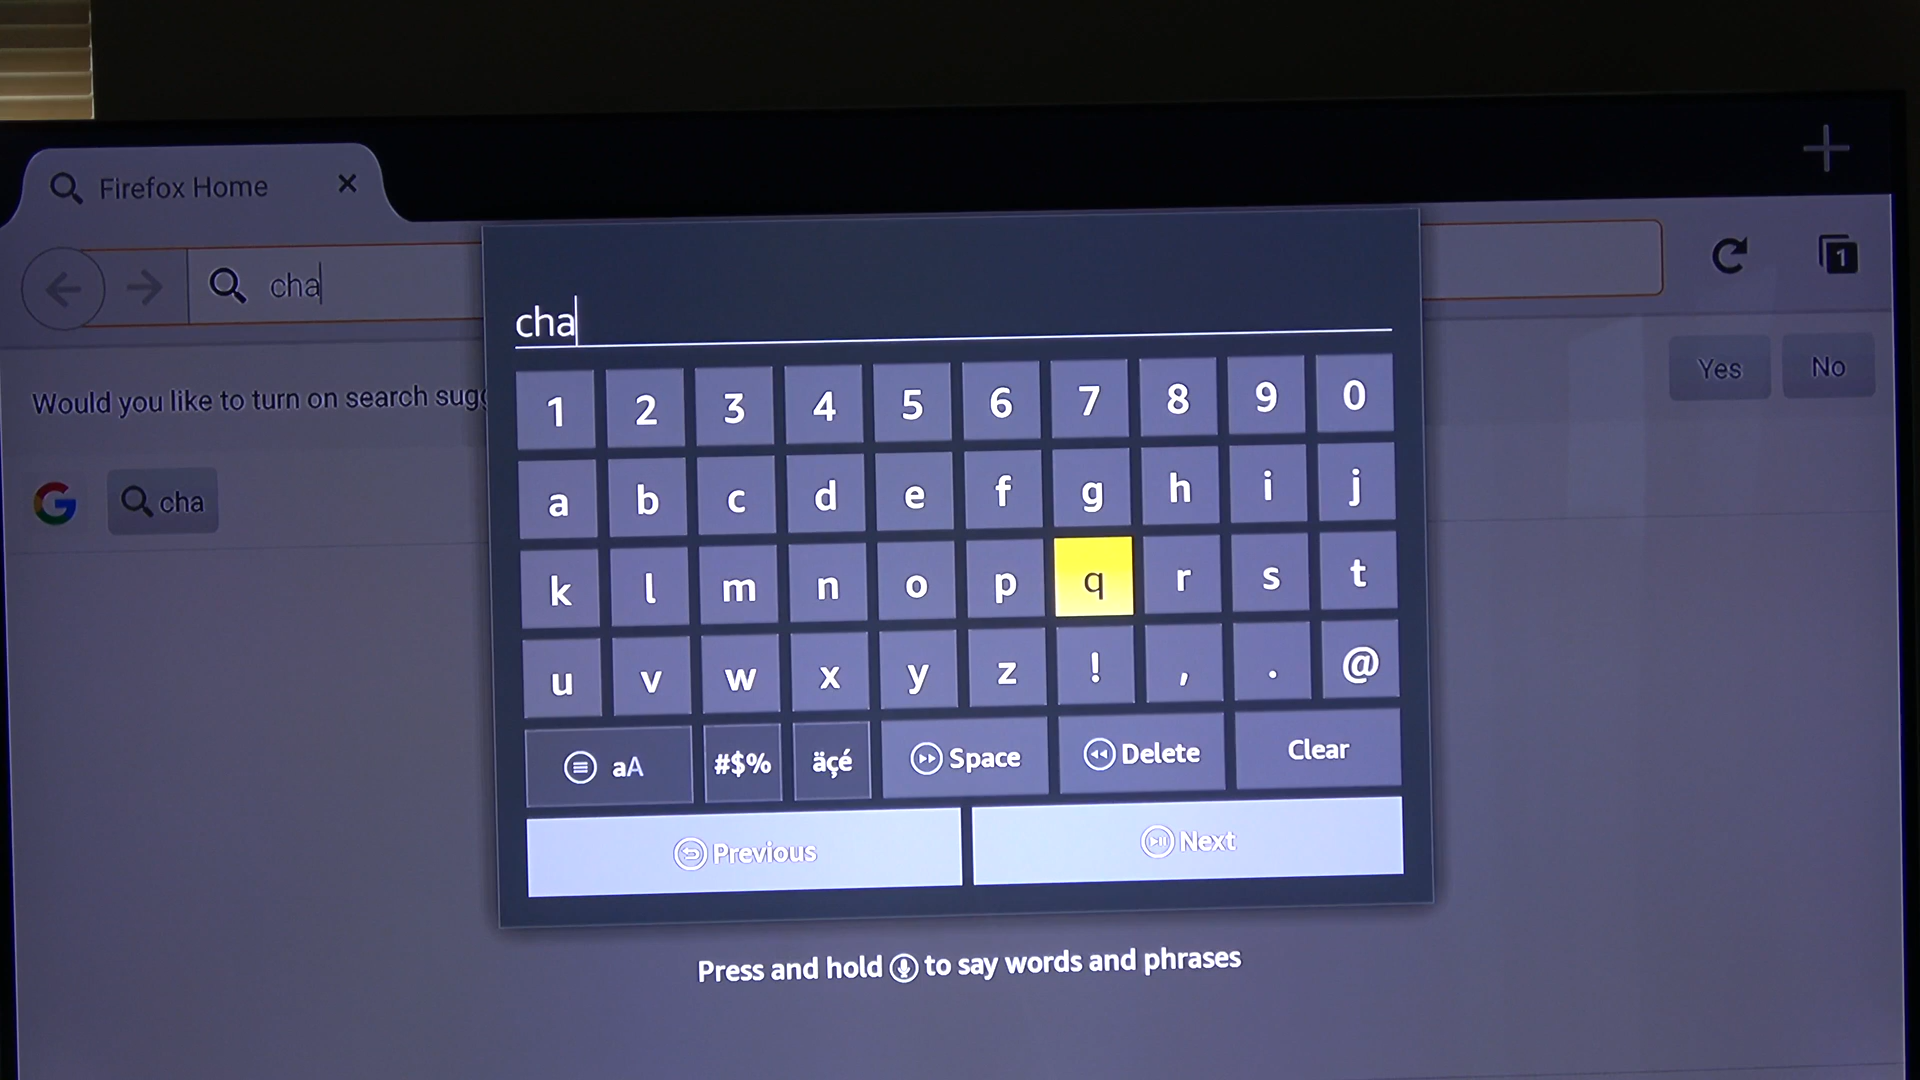 Firefox Home
cha
1
cha
Would you like to turn on search sugg
Yes No
G cha
1 2 3 4 5 6 7 8 9 0
a b c d e f g h i j
k l m n o p q r s t
u v w x y z ! , . @
aA #$% äçé Space Delete Clear
Previous Next
Press and hold to say words and phrases